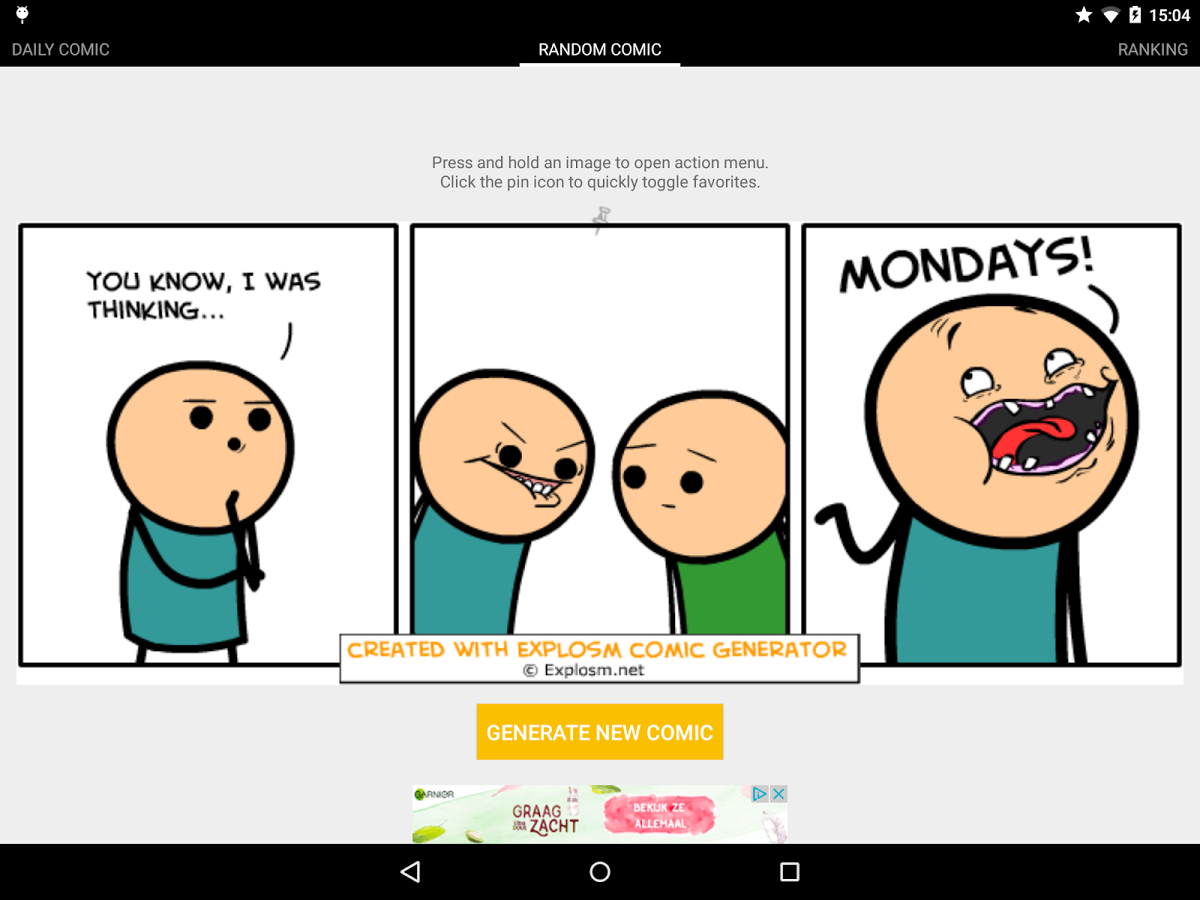 15:04
DAILY COMIC
RANDOM COMIC
RANKING
Press and hold an image to open action menu.
Click the pin icon to quickly toggle favorites.
YOU KNOW, I WAS
THINKING...
MONDAYS!
CREATED WITH EXPLOSM COMIC GENERATOR
© Explosm.net
GENERATE NEW COMIC
GARNIER
GRAAG
ZACHT
BEKIJK ZE
ALLEMAAL